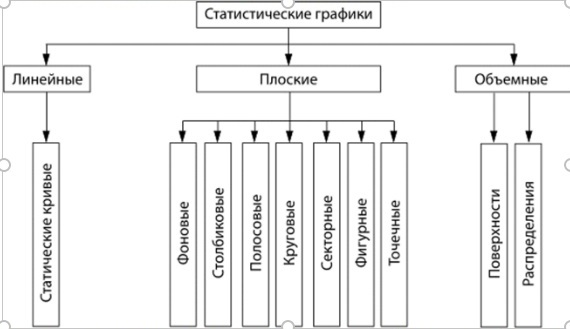 Статистические графики
Линейные
Плоские
Объемные
Статические кривые
Фоновые
Столбиковые
Полосовые
Круговые
Секторные
Фигурные
Точечные
Поверхности
Распределения